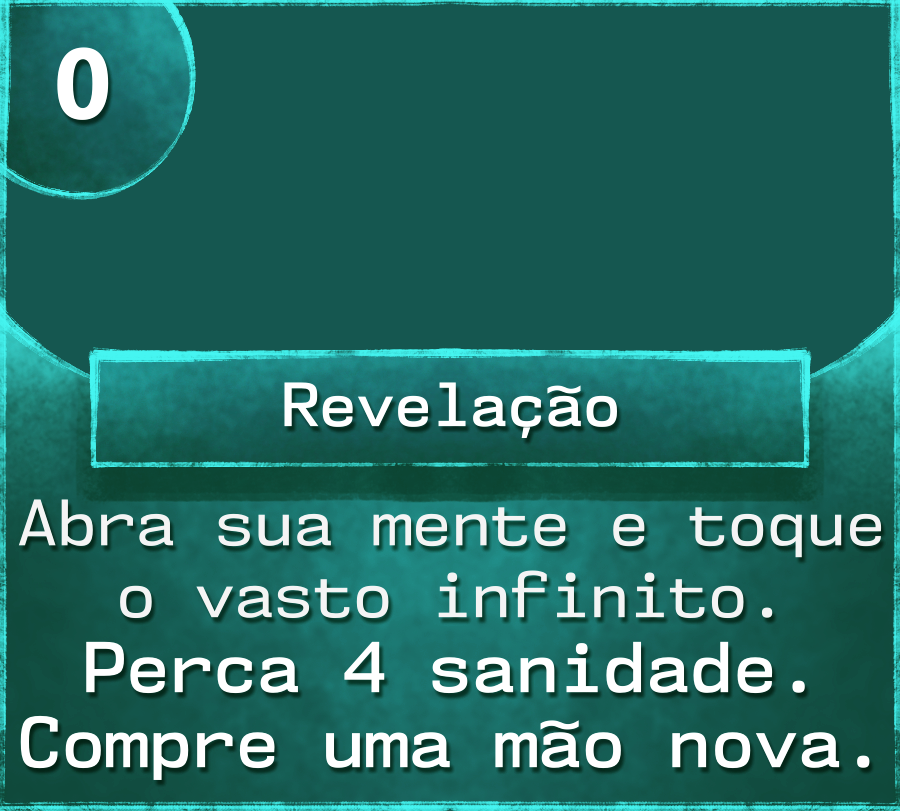 0
Revelação
Abra sua mente e toque
o vasto infinito.
Perca 4 sanidade.
Compre uma mão nova.